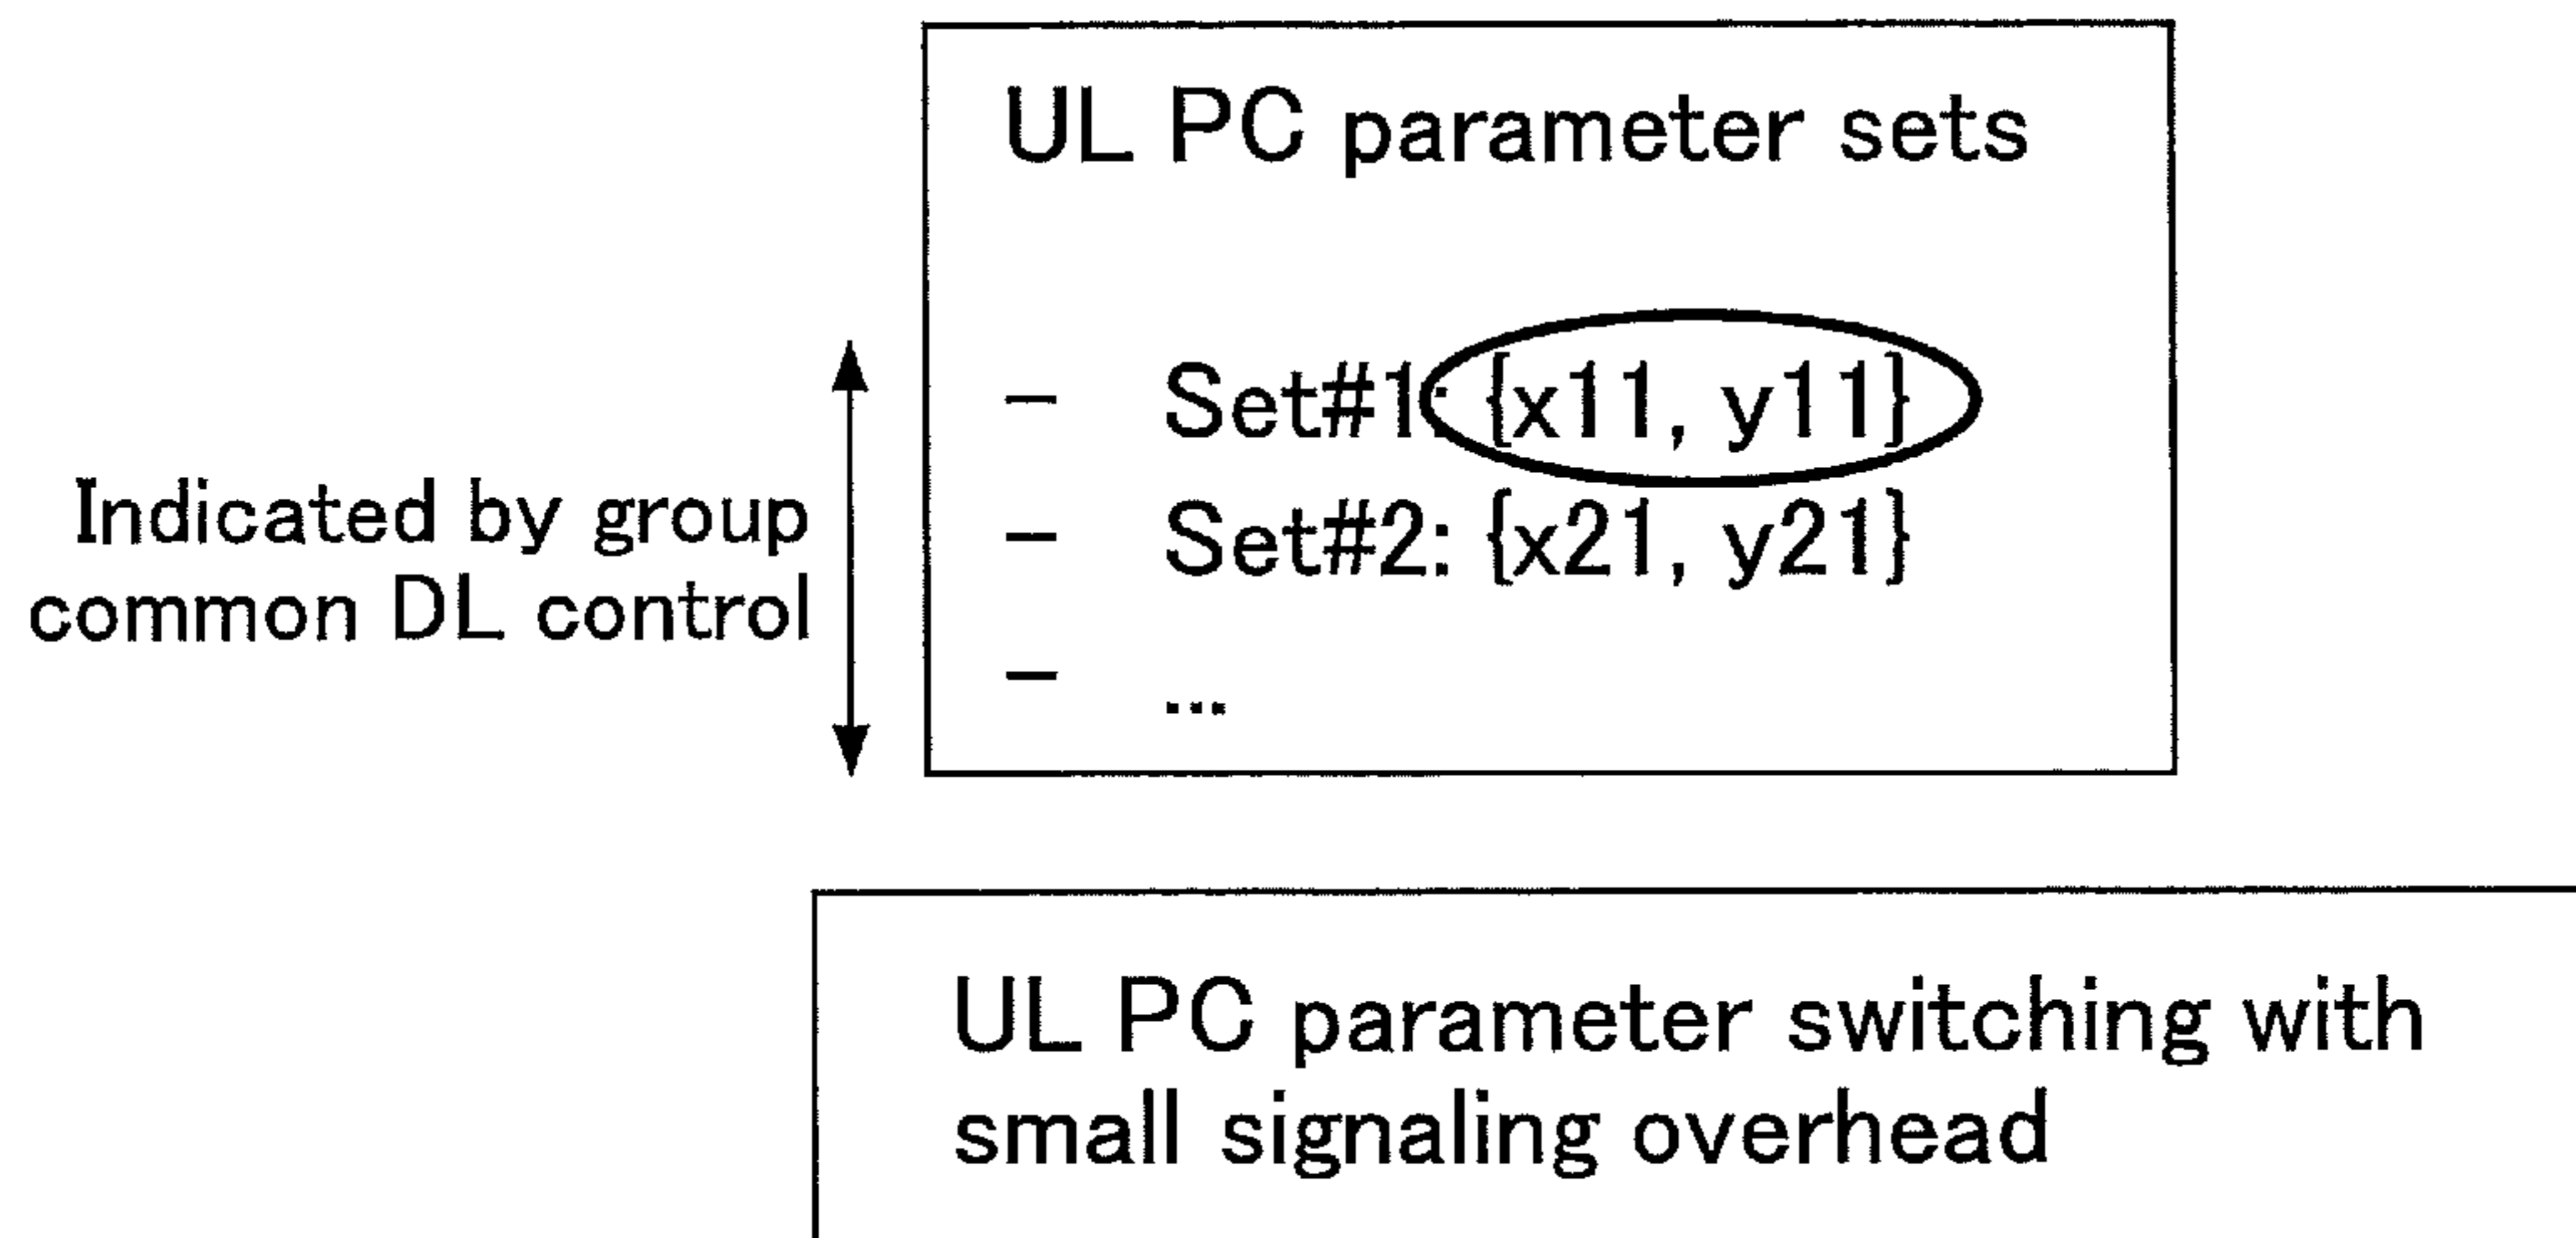 UL PC parameter sets
- Set#1: {x11, y11}
- Set#2: {x21, y21}
- ...
Indicated by group
common DL control
UL PC parameter switching with
small signaling overhead